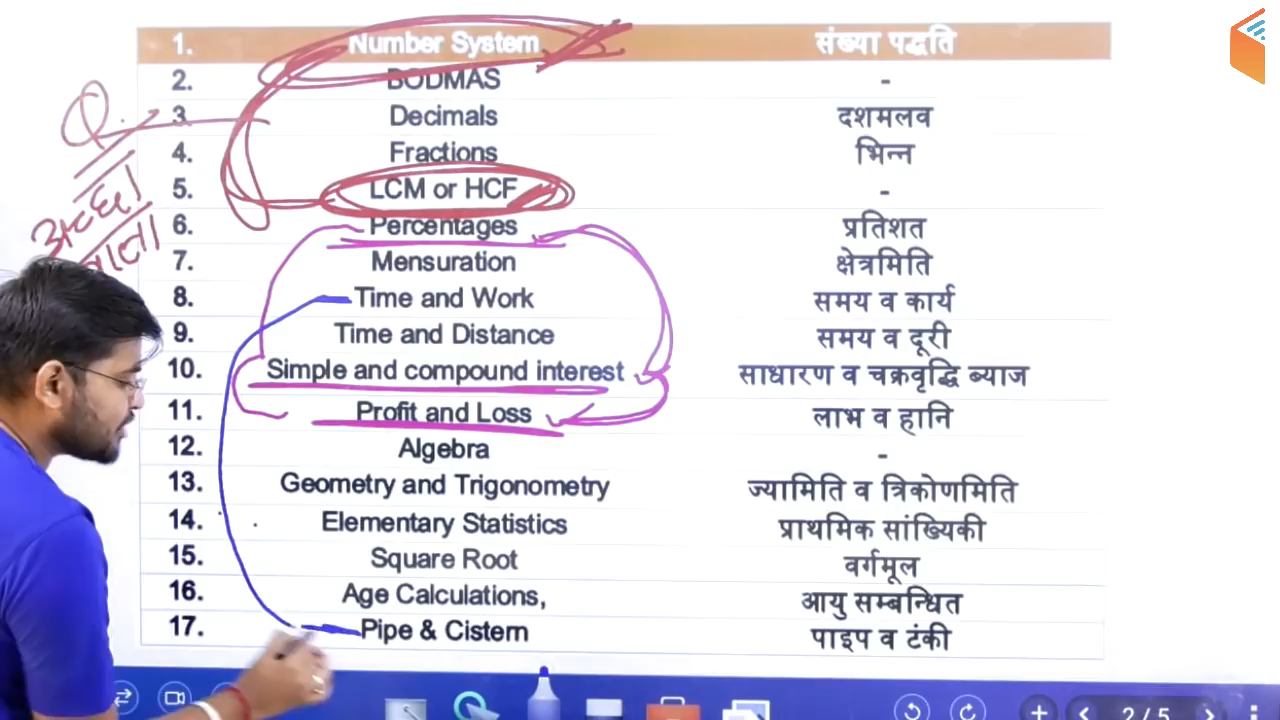 1. Number System संख्या पद्धति
2. BODMAS -
3. Decimals दशमलव
4. Fractions भिन्न
5. LCM or HCF -
6. Percentages प्रतिशत
7. Mensuration क्षेत्रमिति
8. Time and Work समय व कार्य
9. Time and Distance समय व दूरी
10. Simple and compound interest साधारण व चक्रवृद्धि ब्याज
11. Profit and Loss लाभ व हानि
12. Algebra -
13. Geometry and Trigonometry ज्यामिति व त्रिकोणमिति
14. Elementary Statistics प्राथमिक सांख्यिकी
15. Square Root वर्गमूल
16. Age Calculations, आयु सम्बन्धित
17. Pipe & Cistern पाइप व टंकी
Q.
अच्छा
वाला
2 / 5